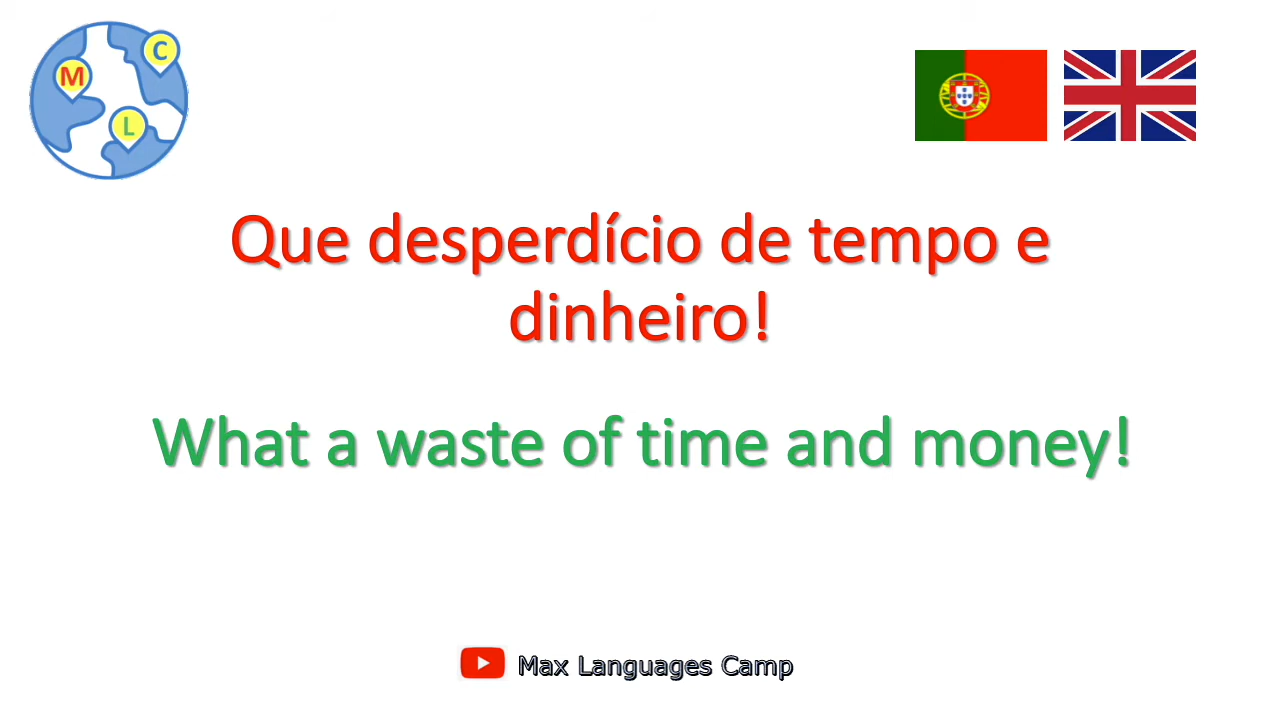 C
M
L
Que desperdício de tempo e
dinheiro!
What a waste of time and money!
Max Languages Camp